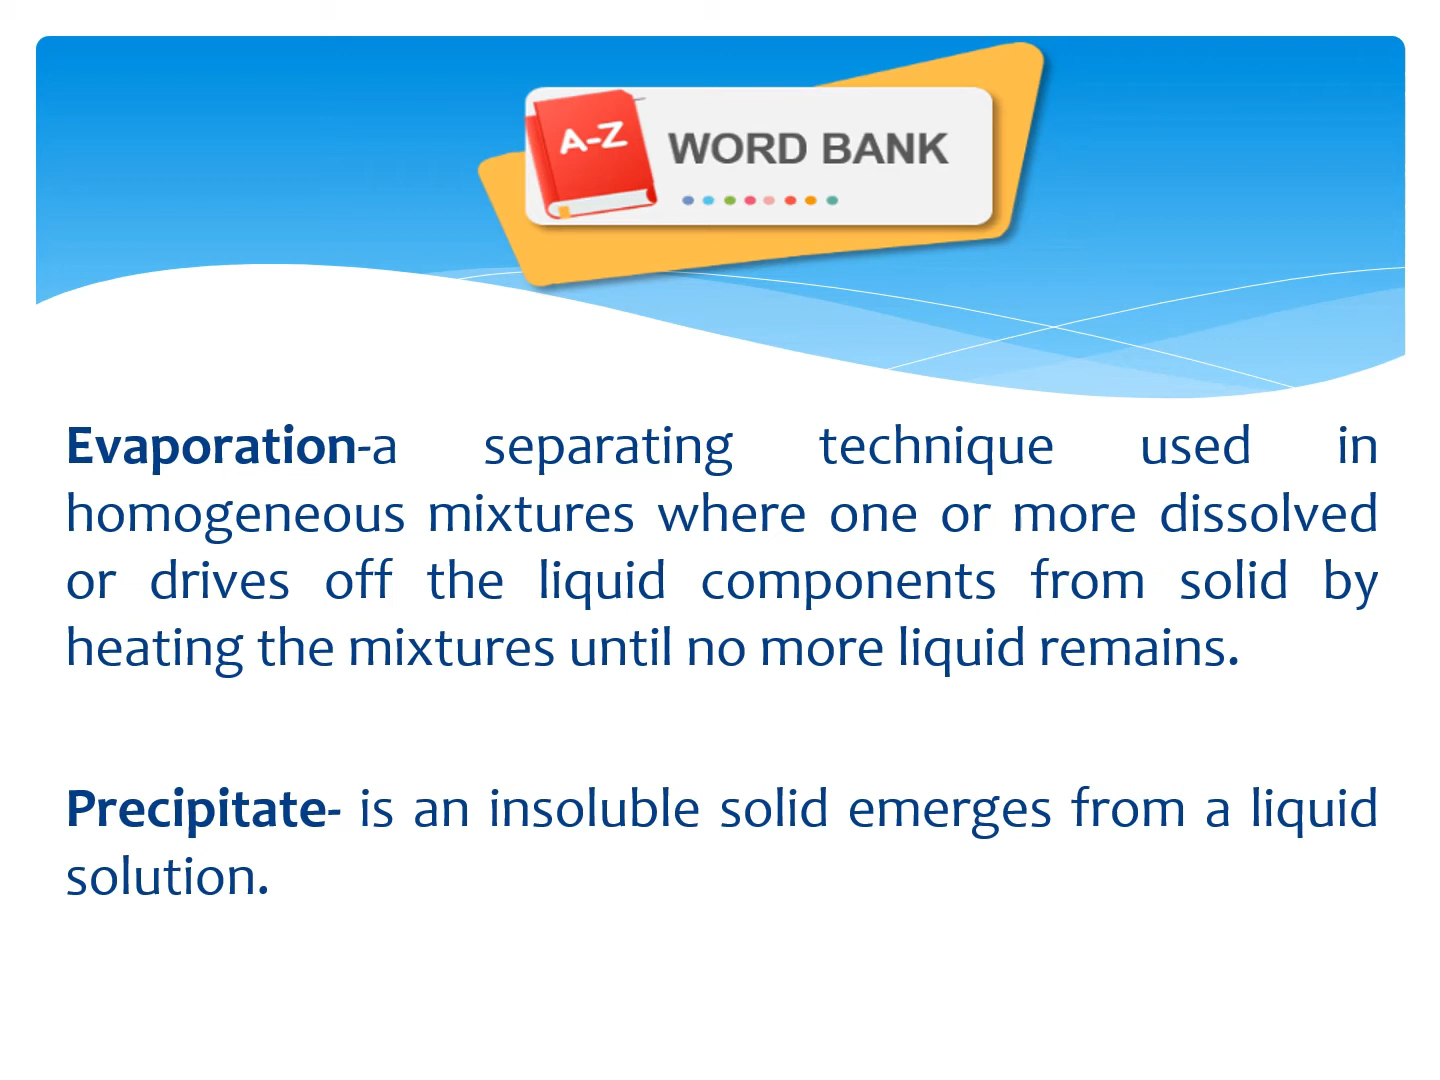 A-Z
WORD BANK
Evaporation-a separating technique used in
homogeneous mixtures where one or more dissolved
or drives off the liquid components from solid by
heating the mixtures until no more liquid remains.
Precipitate- is an insoluble solid emerges from a liquid
solution.